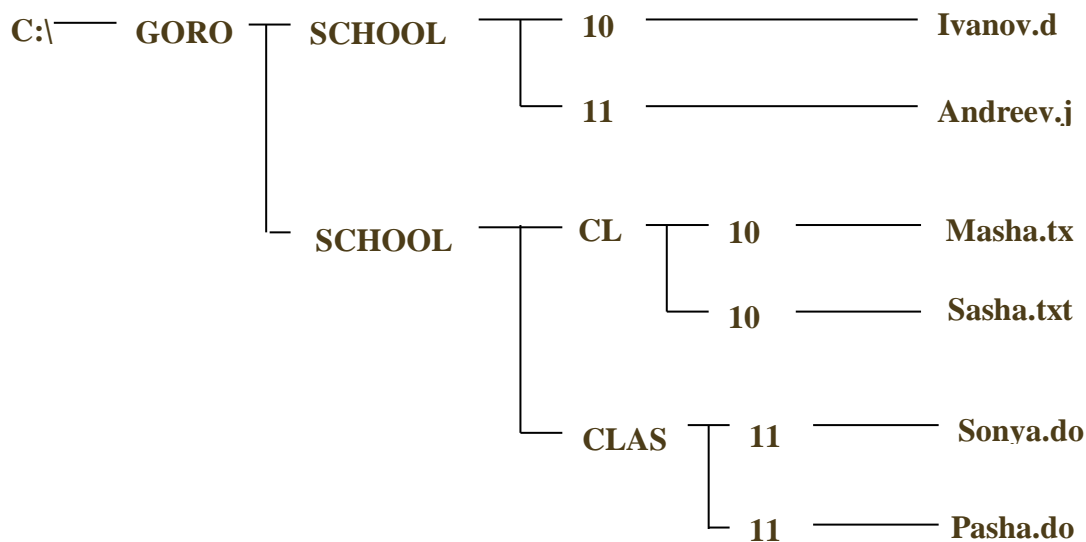 C:\ GORO SCHOOL 10 Ivanov.d
11 Andreev.j
SCHOOL CL 10 Masha.tx
10 Sasha.txt
CLAS 11 Sonya.do
11 Pasha.do